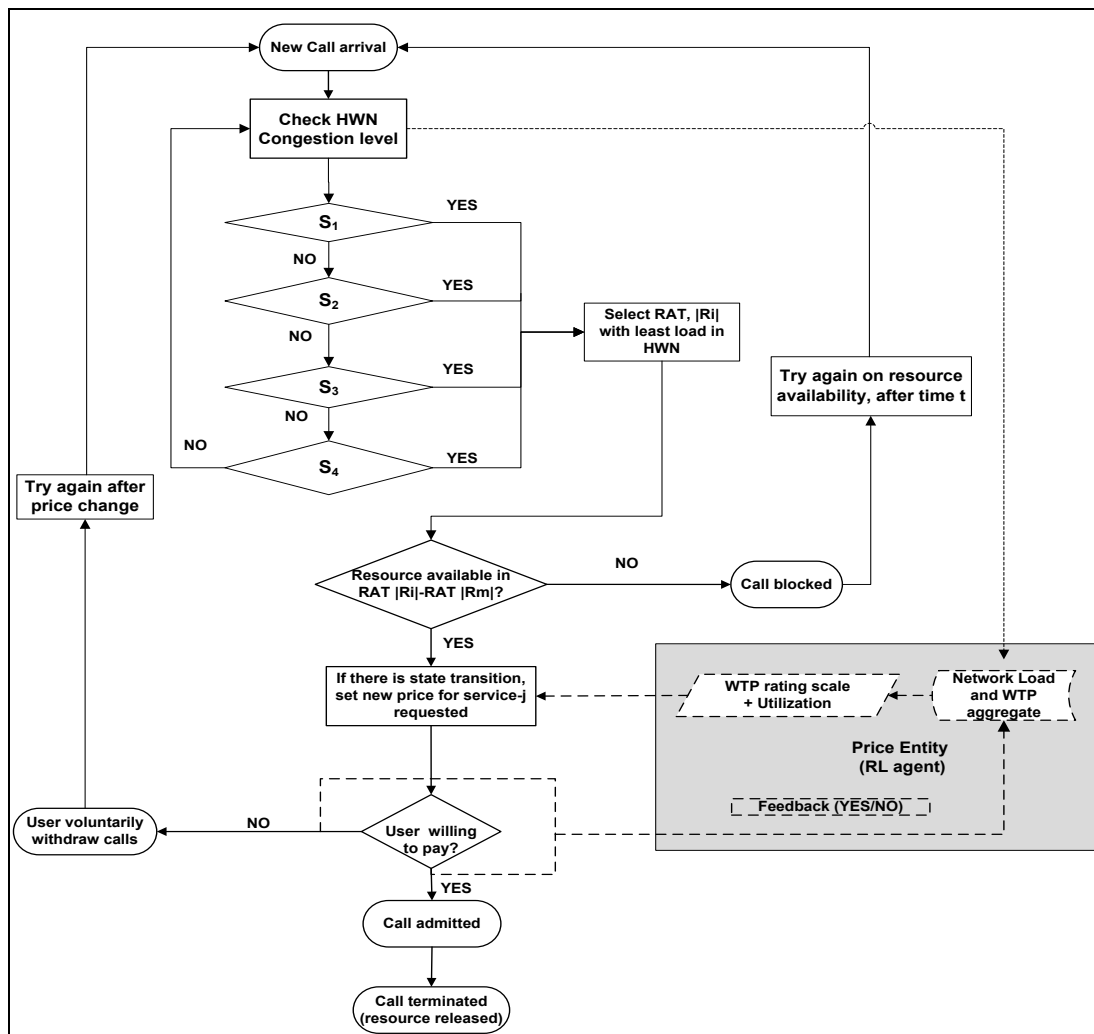 New Call arrival
Check HWN
Congestion level
S1
YES
NO
S2
YES
NO
Select RAT, |Ri|
with least load in
HWN
S3
YES
NO
Try again on resource
availability, after time t
S4
NO
YES
Try again after
price change
Resource available in
RAT |Ri|-RAT |Rm|?
NO
Call blocked
YES
If there is state transition,
set new price for service-j
requested
WTP rating scale
+ Utilization
Network Load
and WTP
aggregate
Price Entity
(RL agent)
Feedback (YES/NO)
User voluntarily
withdraw calls
NO
User willing
to pay?
YES
Call admitted
Call terminated
(resource released)